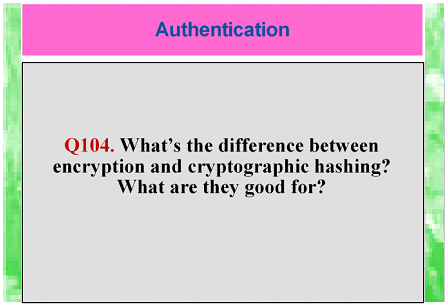 Authentication
Q104. What's the difference between
encryption and cryptographic hashing?
What are they good for?